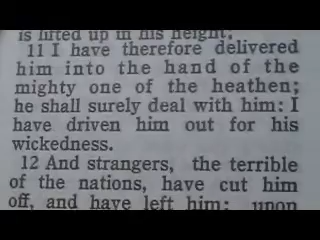 is lifted up in his height;
11 I have therefore delivered
him into the hand of the
mighty one of the heathen;
he shall surely deal with him: I
have driven him out for his
wickedness.
12 And strangers, the terrible
of the nations, have cut him
off, and have left him: upon